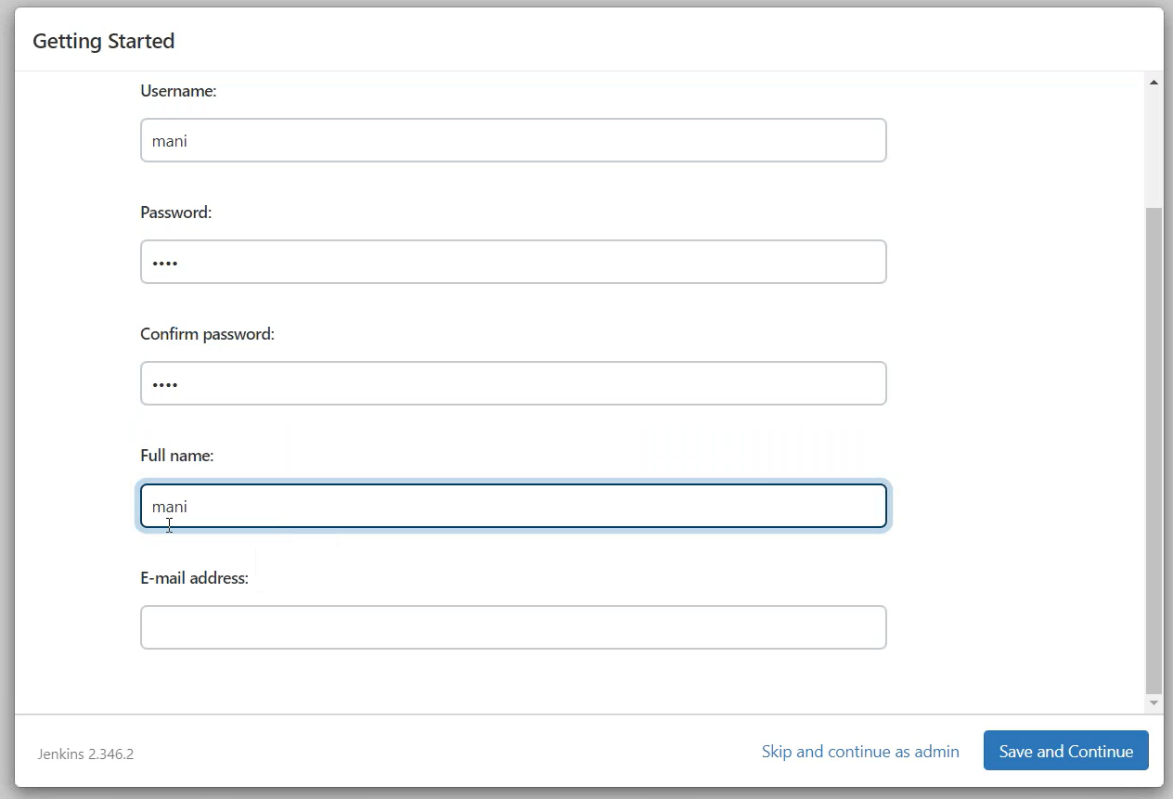 Getting Started
Username:
mani
Password:
••••
Confirm password:
••••
Full name:
mani
E-mail address:
Jenkins 2.346.2
Skip and continue as admin
Save and Continue